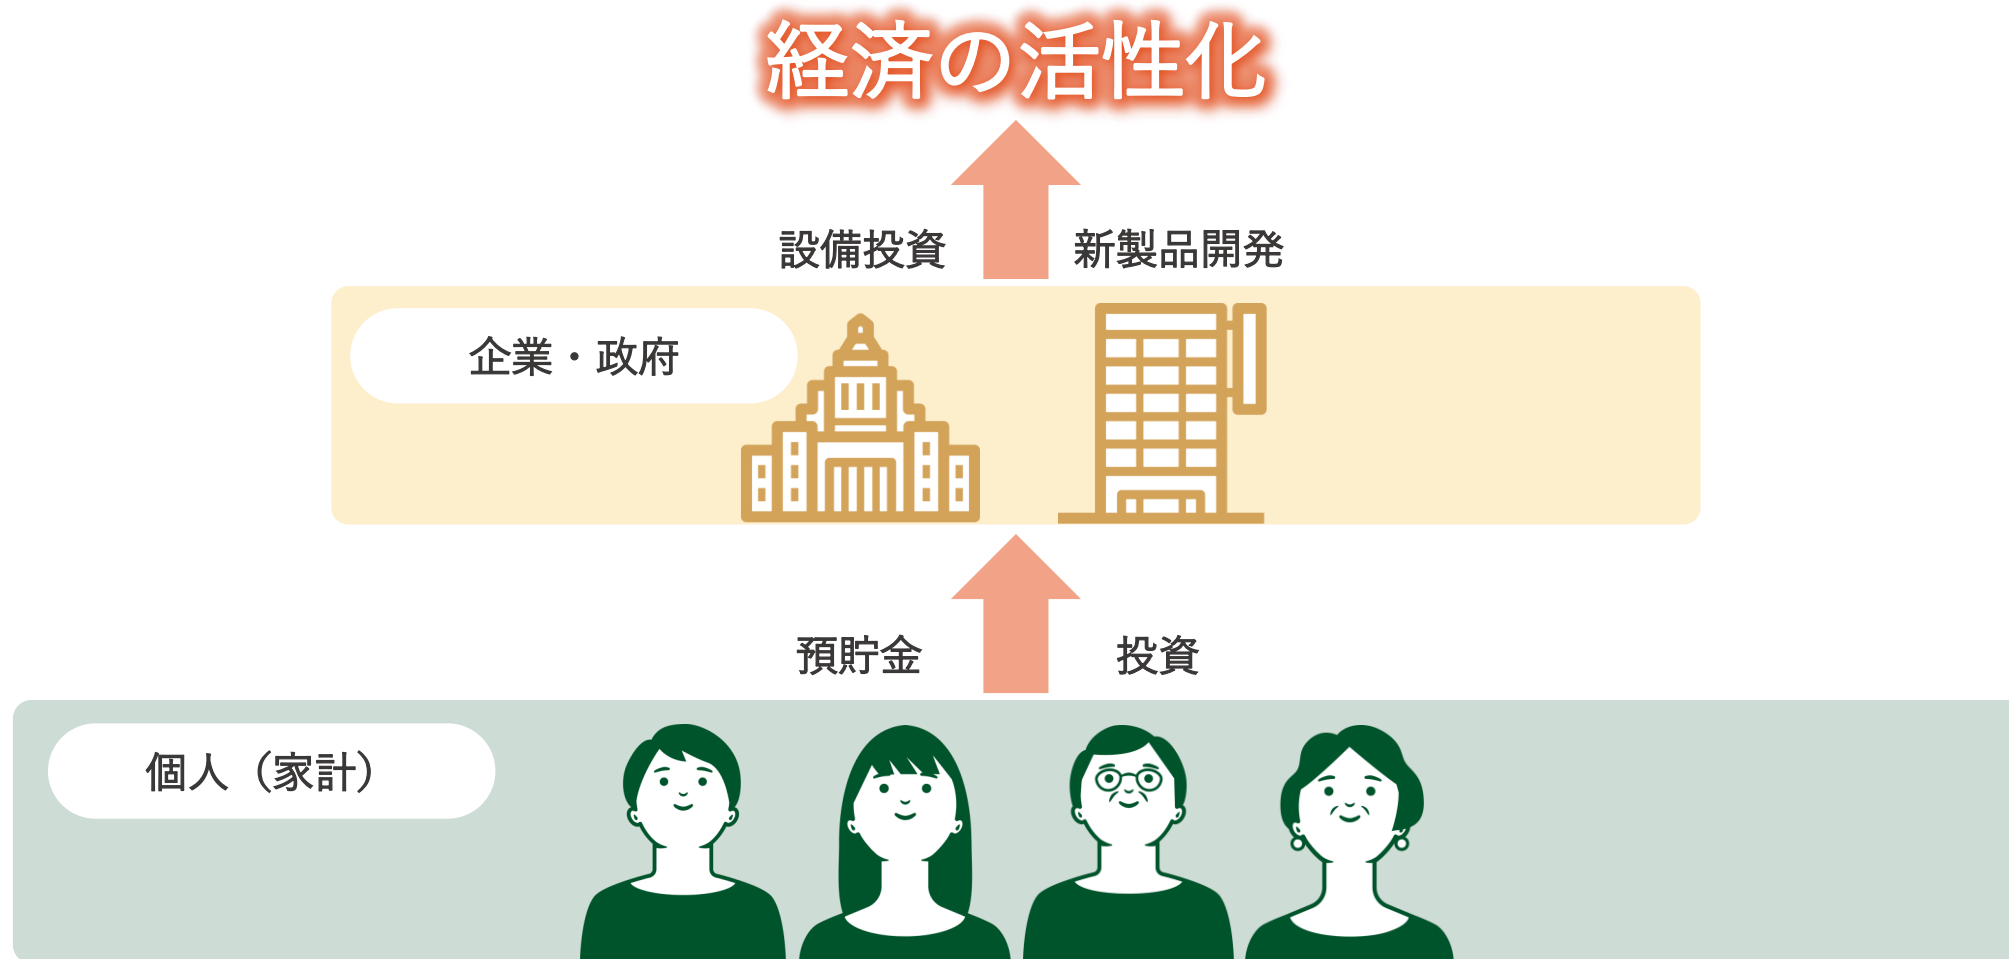 経済の活性化
設備投資
新製品開発
企業・政府
預貯金
投資
個人（家計）